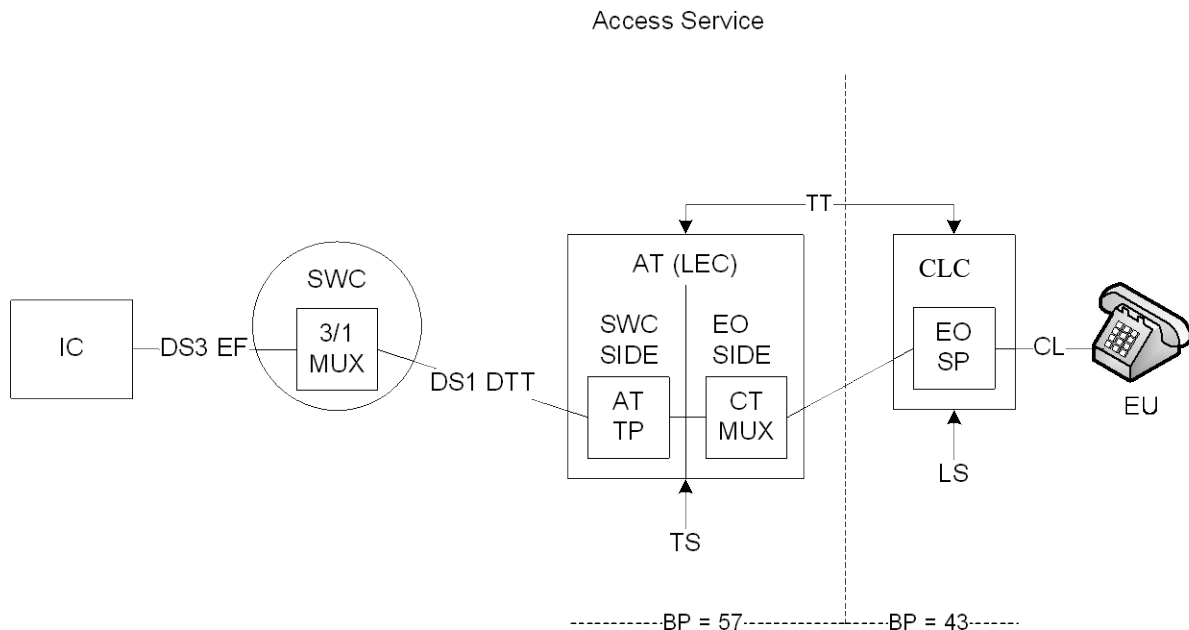 Access Service
TT
AT (LEC)
CLC
SWC
SWC
SIDE
EO
SIDE
3/1
MUX
IC
DS3 EF
DS1 DTT
AT
TP
CT
MUX
EO
SP
CL
EU
LS
TS
BP = 57
BP = 43